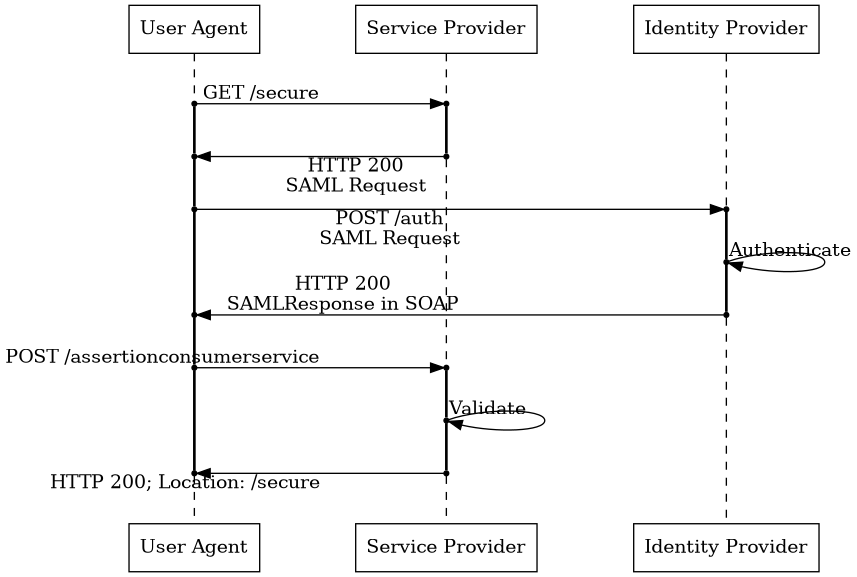 User Agent
Service Provider
Identity Provider
GET /secure
HTTP 200
SAML Request
POST /auth
SAML Request
Authenticate
HTTP 200
SAMLResponse in SOAP
POST /assertionconsumerservice
Validate
HTTP 200; Location: /secure
User Agent
Service Provider
Identity Provider